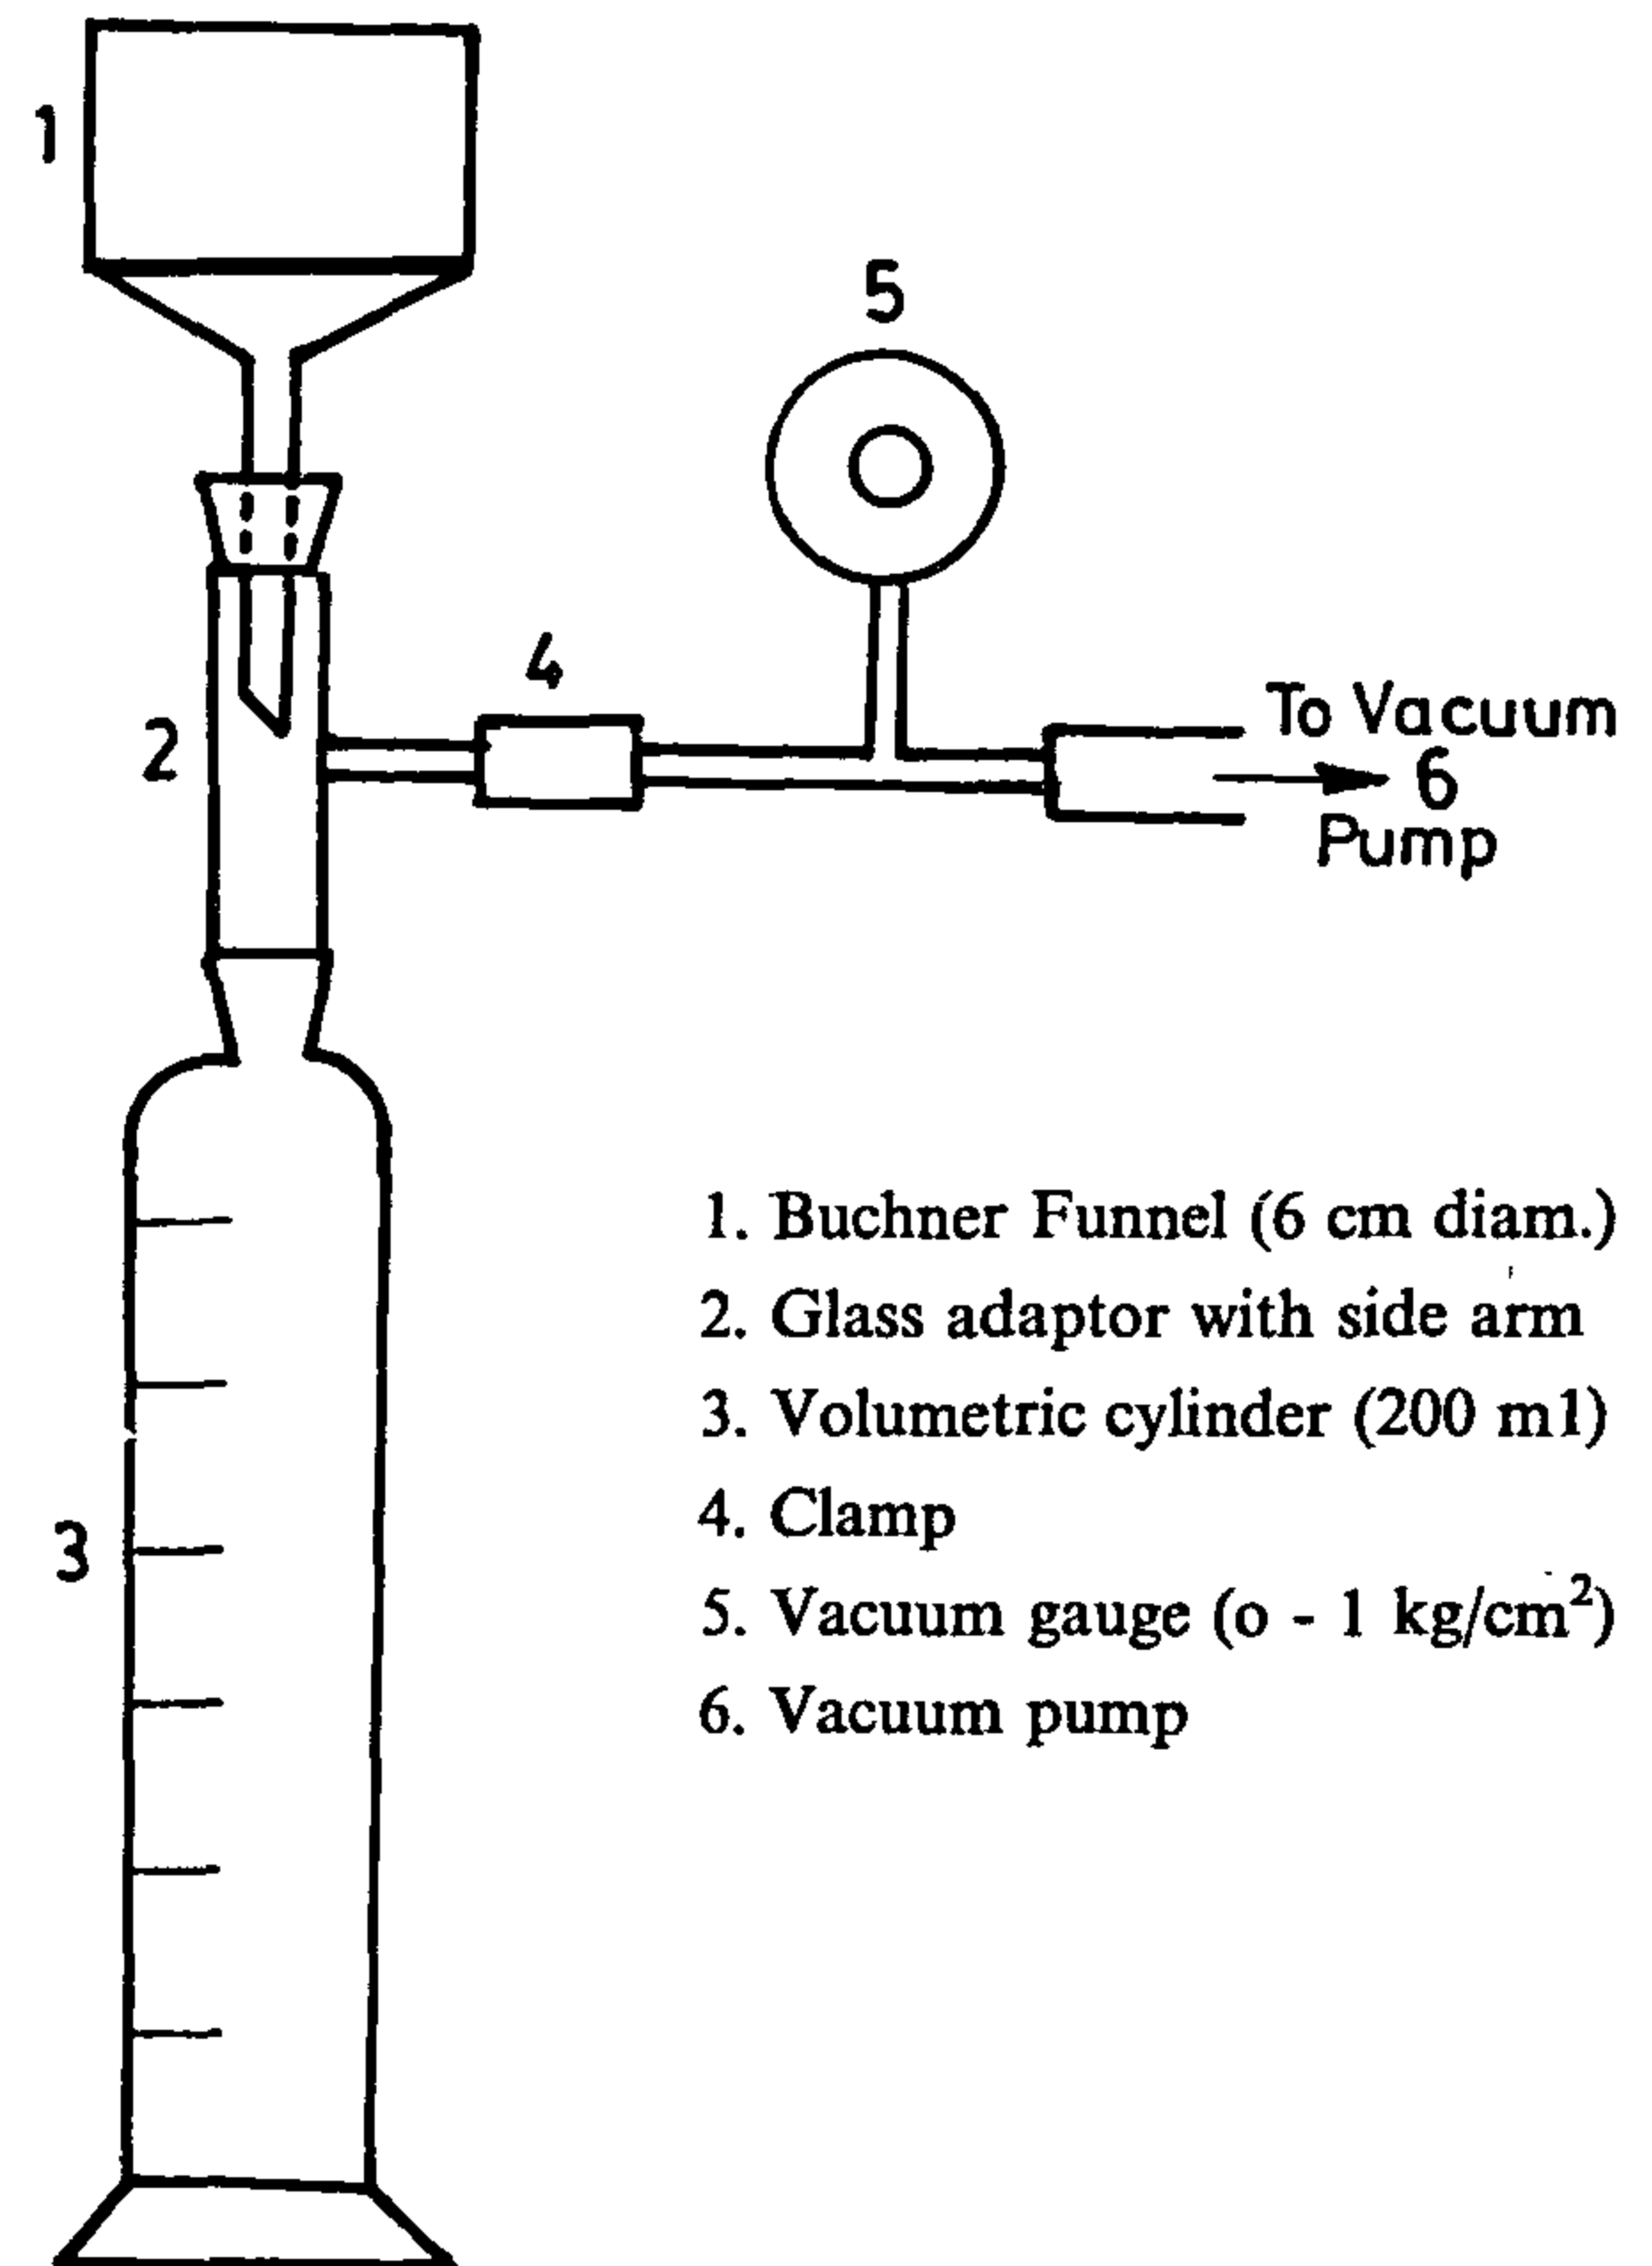 1
5
4
2
To Vacuum
6
Pump
3
1. Buchner Funnel (6 cm diam.)
2. Glass adaptor with side arm
3. Volumetric cylinder (200 ml)
4. Clamp
5. Vacuum gauge (o - 1 kg/cm²)
6. Vacuum pump